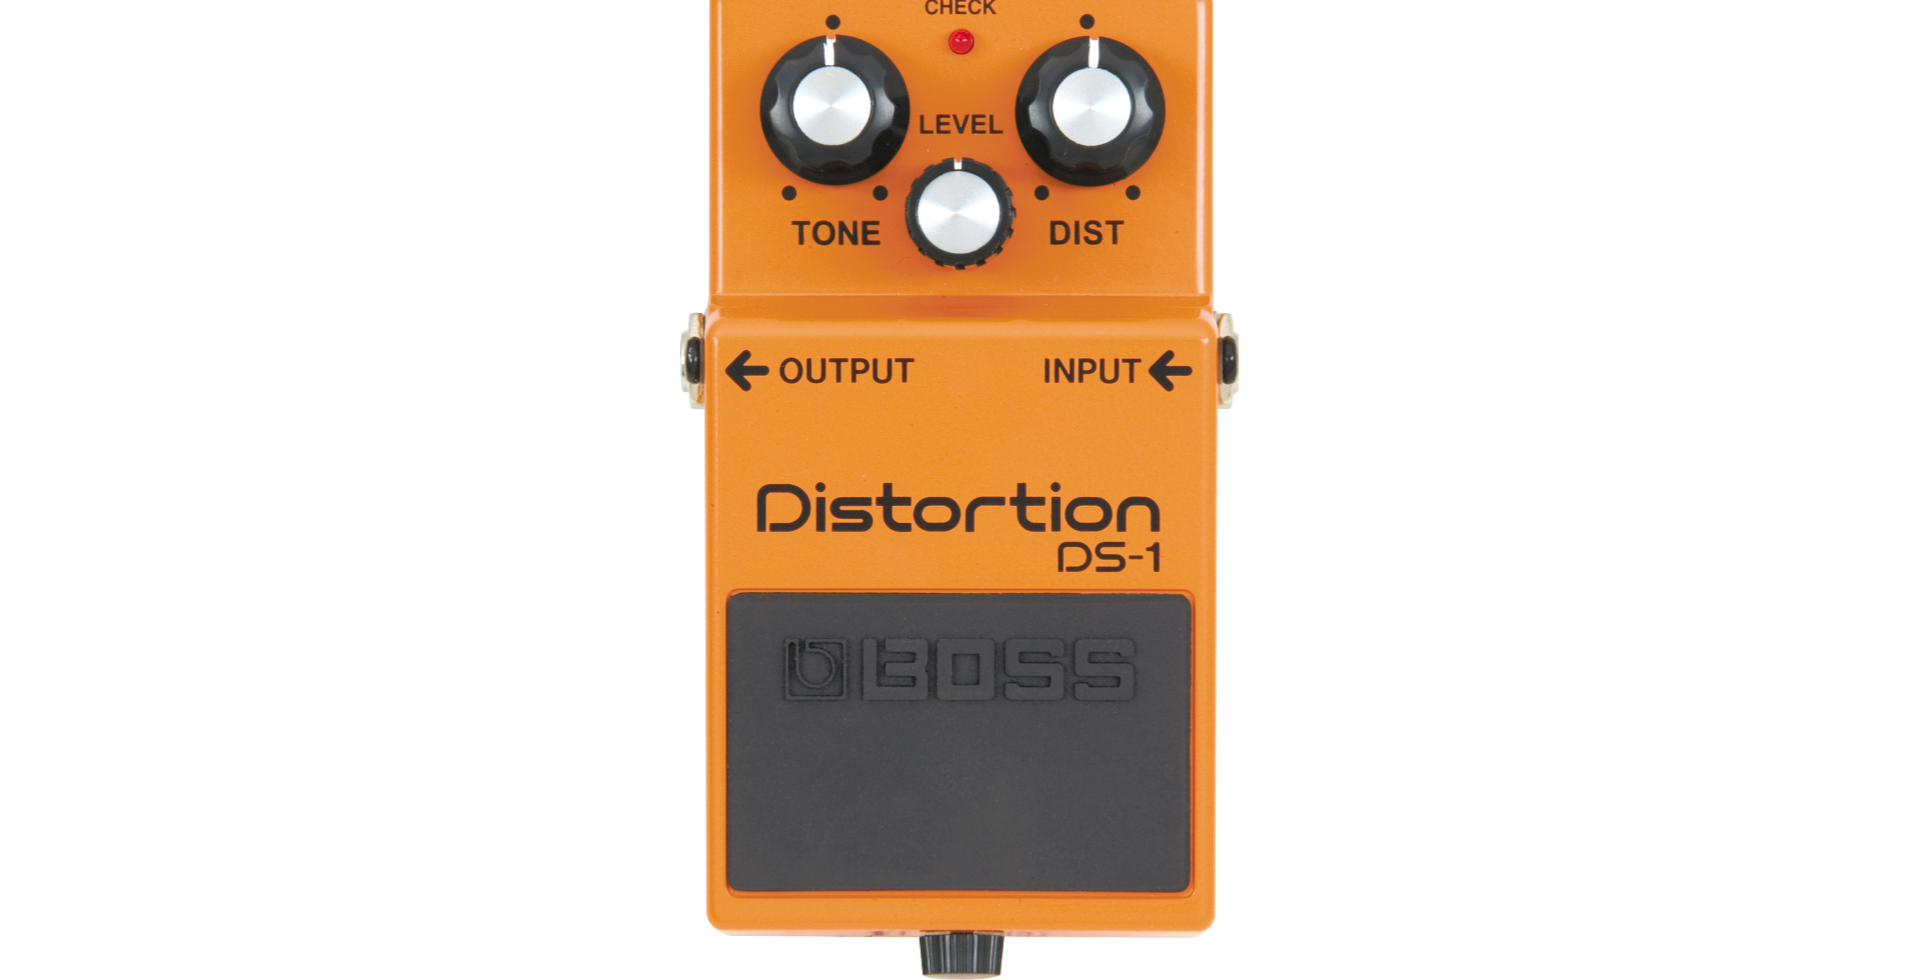 CHECK
LEVEL
TONE
DIST
←OUTPUT
INPUT←
Distortion
DS-1
BOSS